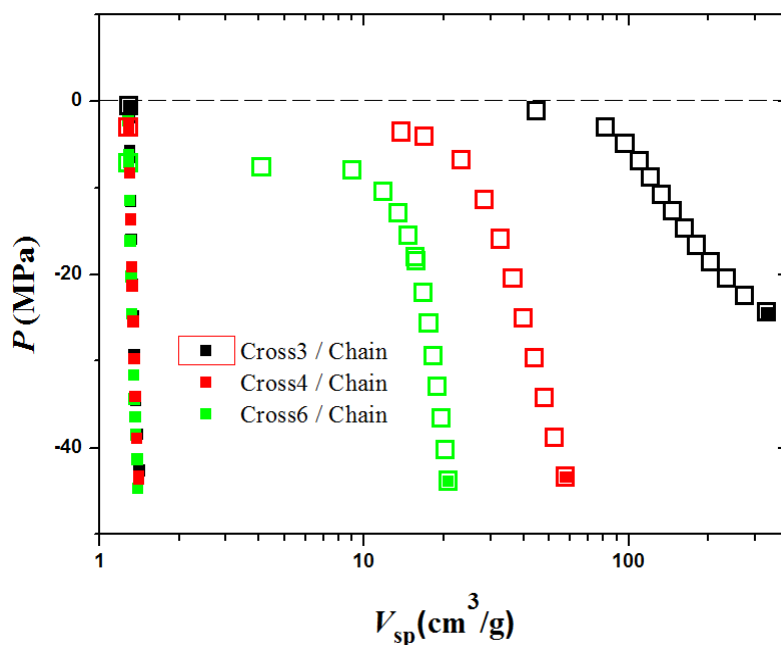 0
-20
-40
P (MPa)
Cross3 / Chain
Cross4 / Chain
Cross6 / Chain
1
10
100
Vsp(cm³/g)